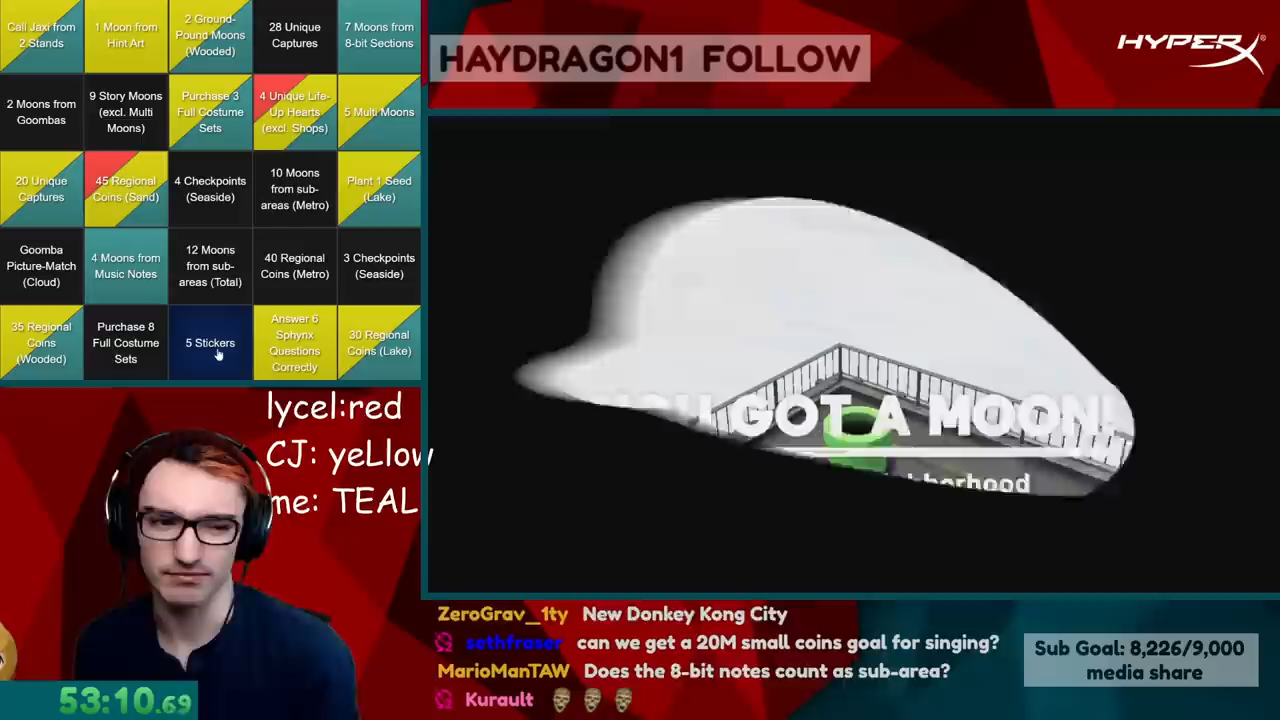 Call Jaxi from
2 Stands
1 Moon from
Hint Art
2 Ground-
Pound Moons
(Wooded)
28 Unique
Captures
7 Moons from
8-bit Sections
2 Moons from
Goombas
9 Story Moons
(excl. Multi
Moons)
Purchase 3
Full Costume
Sets
4 Unique Life-
Up Hearts
(excl. Shops)
5 Multi Moons
20 Unique
Captures
45 Regional
Coins (Sand)
4 Checkpoints
(Seaside)
10 Moons
from sub-
areas (Metro)
Plant 1 Seed
(Lake)
Goomba
Picture-Match
(Cloud)
4 Moons from
Music Notes
12 Moons
from sub-
areas (Total)
40 Regional
Coins (Metro)
3 Checkpoints
(Seaside)
35 Regional
Coins
(Wooded)
Purchase 8
Full Costume
Sets
5 Stickers
Answer 6
Sphynx
Questions
Correctly
30 Regional
Coins (Lake)
HAYDRAGON1 FOLLOW
HYPERX
GOT A MOON!
lycel:red
CJ: yeLlow
me: TEAL
53:10.69
ZeroGrav_1ty New Donkey Kong City
sethfraser can we get a 20M small coins goal for singing?
MarioManTAW Does the 8-bit notes count as sub-area?
Kurault
Sub Goal: 8,226/9,000
media share